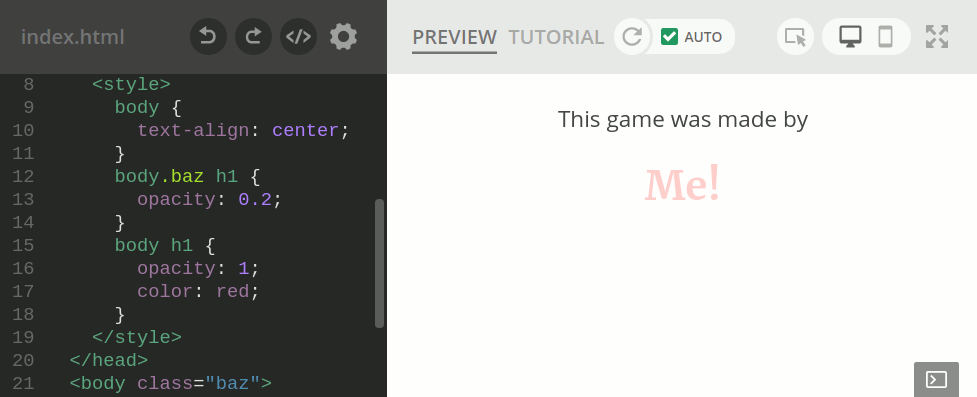 index.html
</>
PREVIEW TUTORIAL
AUTO
8 <style>
9 body {
10 text-align: center;
11 }
12 body.baz h1 {
13 opacity: 0.2;
14 }
15 body h1 {
16 opacity: 1;
17 color: red;
18 }
19 </style>
20 </head>
21 <body class="baz">
This game was made by
Me!